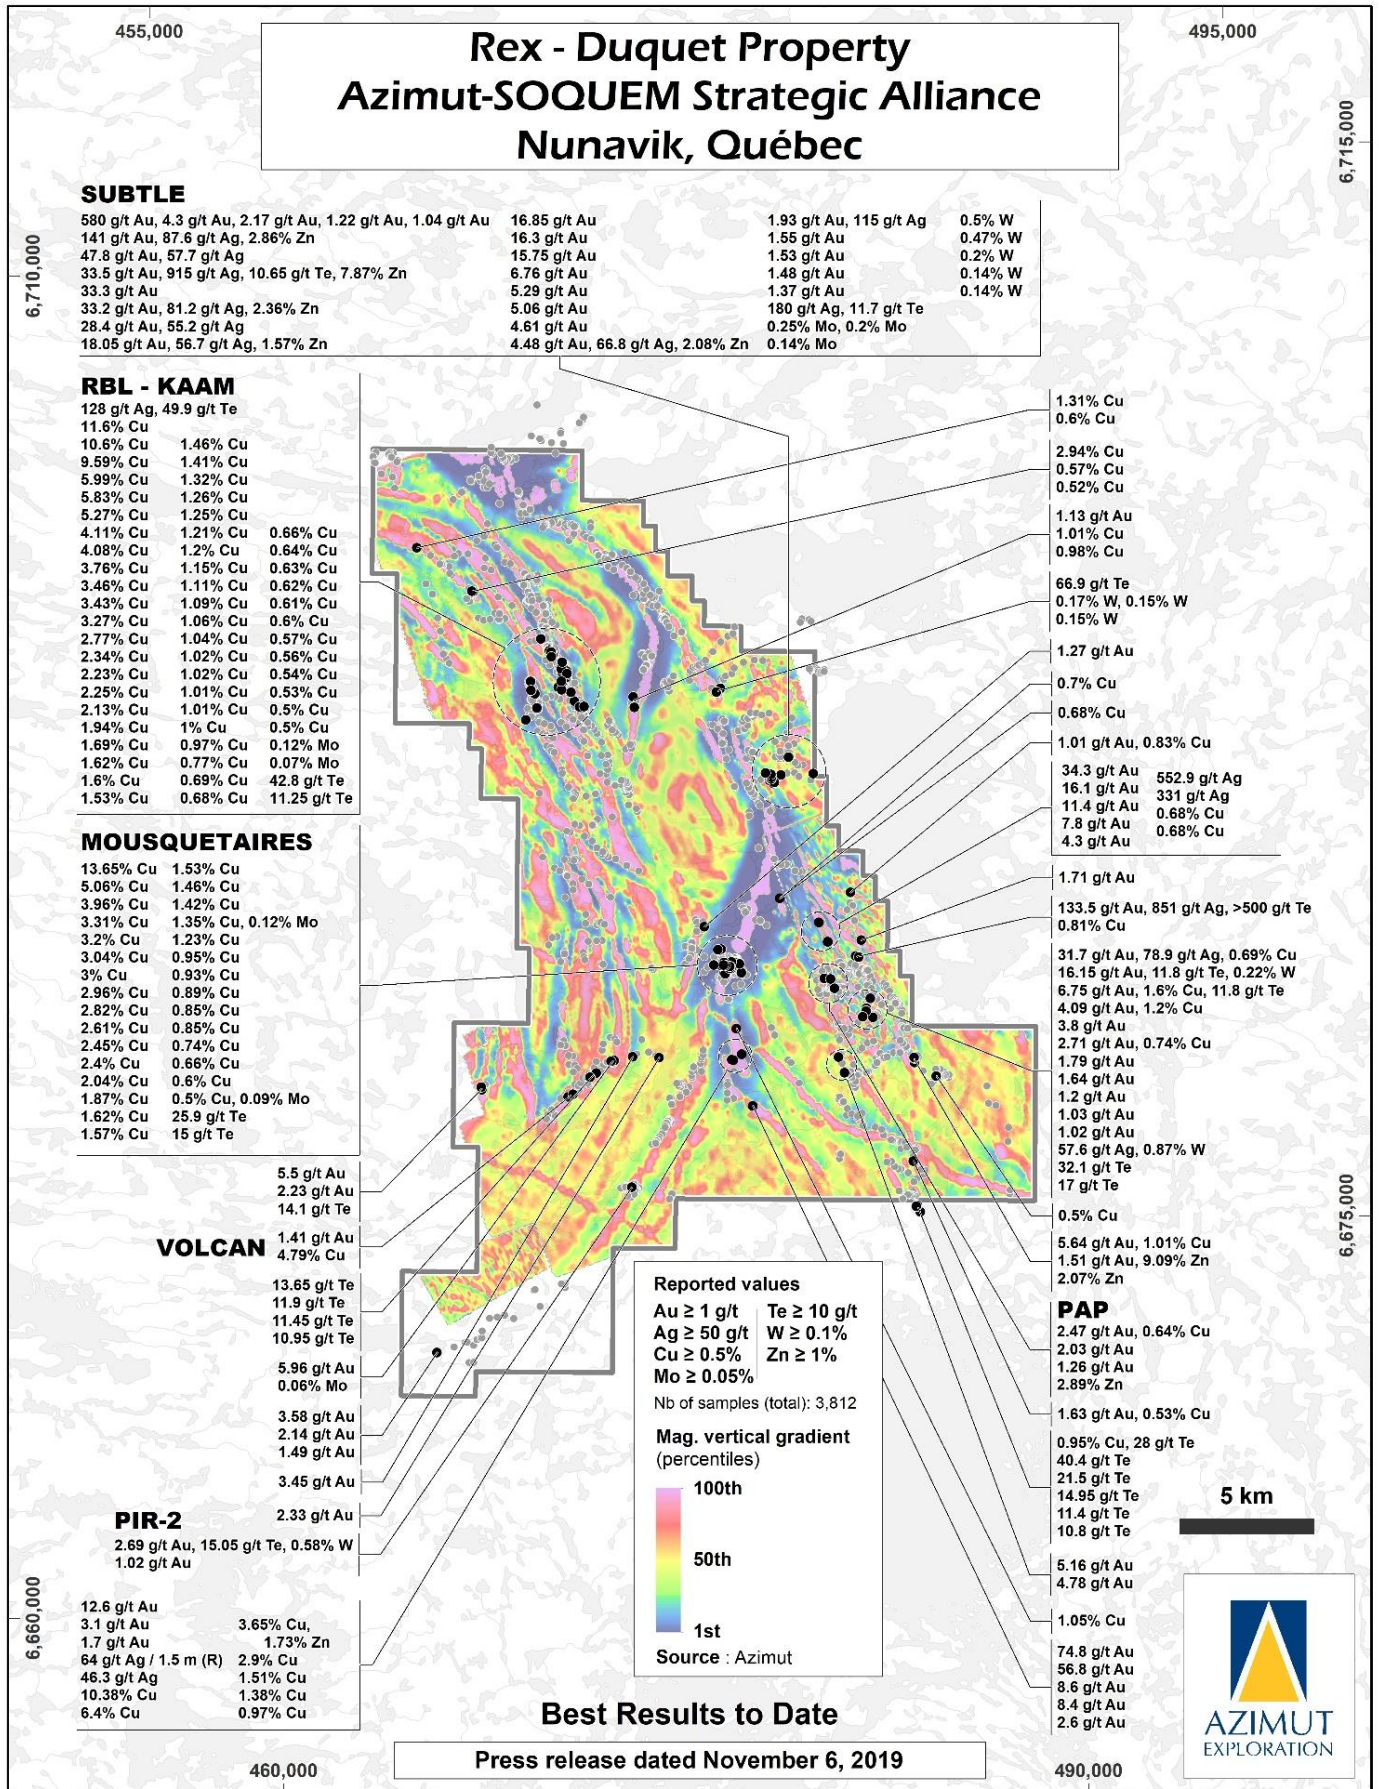 455,000
495,000
Rex - Duquet Property
Azimut-SOQUEM Strategic Alliance
Nunavik, Québec
6,715,000
6,710,000
SUBTLE
580 g/t Au, 4.3 g/t Au, 2.17 g/t Au, 1.22 g/t Au, 1.04 g/t Au
141 g/t Au, 87.6 g/t Ag, 2.86% Zn
47.8 g/t Au, 57.7 g/t Ag
33.5 g/t Au, 915 g/t Ag, 10.65 g/t Te, 7.87% Zn
33.3 g/t Au
33.2 g/t Au, 81.2 g/t Ag, 2.36% Zn
28.4 g/t Au, 55.2 g/t Ag
18.05 g/t Au, 56.7 g/t Ag, 1.57% Zn
16.85 g/t Au
16.3 g/t Au
15.75 g/t Au
6.76 g/t Au
5.29 g/t Au
5.06 g/t Au
4.61 g/t Au
4.48 g/t Au, 66.8 g/t Ag, 2.08% Zn
1.93 g/t Au, 115 g/t Ag
1.55 g/t Au
1.53 g/t Au
1.48 g/t Au
1.37 g/t Au
180 g/t Ag, 11.7 g/t Te
0.25% Mo, 0.2% Mo
0.14% Mo
0.5% W
0.47% W
0.2% W
0.14% W
0.14% W
RBL - KAAM
128 g/t Ag, 49.9 g/t Te
11.6% Cu
10.6% Cu 1.46% Cu
9.59% Cu 1.41% Cu
5.99% Cu 1.32% Cu
5.83% Cu 1.26% Cu
5.27% Cu 1.25% Cu
4.11% Cu 1.21% Cu 0.66% Cu
4.08% Cu 1.2% Cu 0.64% Cu
3.76% Cu 1.15% Cu 0.63% Cu
3.46% Cu 1.11% Cu 0.62% Cu
3.43% Cu 1.09% Cu 0.61% Cu
3.27% Cu 1.06% Cu 0.6% Cu
2.77% Cu 1.04% Cu 0.57% Cu
2.34% Cu 1.02% Cu 0.56% Cu
2.23% Cu 1.02% Cu 0.54% Cu
2.25% Cu 1.01% Cu 0.53% Cu
2.13% Cu 1.01% Cu 0.5% Cu
1.94% Cu 1% Cu 0.5% Cu
1.69% Cu 0.97% Cu 0.12% Mo
1.62% Cu 0.77% Cu 0.07% Mo
1.6% Cu 0.69% Cu 42.8 g/t Te
1.53% Cu 0.68% Cu 11.25 g/t Te
MOUSQUETAIRES
13.65% Cu 1.53% Cu
5.06% Cu 1.46% Cu
3.96% Cu 1.42% Cu
3.31% Cu 1.35% Cu, 0.12% Mo
3.2% Cu 1.23% Cu
3.04% Cu 0.95% Cu
3% Cu 0.93% Cu
2.96% Cu 0.89% Cu
2.82% Cu 0.85% Cu
2.61% Cu 0.85% Cu
2.45% Cu 0.74% Cu
2.4% Cu 0.66% Cu
2.04% Cu 0.6% Cu
1.87% Cu 0.5% Cu, 0.09% Mo
1.62% Cu 25.9 g/t Te
1.57% Cu 15 g/t Te
5.5 g/t Au
2.23 g/t Au
14.1 g/t Te
VOLCAN
1.41 g/t Au
4.79% Cu
13.65 g/t Te
11.9 g/t Te
11.45 g/t Te
10.95 g/t Te
5.96 g/t Au
0.06% Mo
3.58 g/t Au
2.14 g/t Au
1.49 g/t Au
3.45 g/t Au
2.33 g/t Au
PIR-2
2.69 g/t Au, 15.05 g/t Te, 0.58% W
1.02 g/t Au
12.6 g/t Au
3.1 g/t Au 3.65% Cu,
1.7 g/t Au 1.73% Zn
64 g/t Ag / 1.5 m (R) 2.9% Cu
46.3 g/t Ag 1.51% Cu
10.38% Cu 1.38% Cu
6.4% Cu 0.97% Cu
6,660,000
460,000
1.31% Cu
0.6% Cu
2.94% Cu
0.57% Cu
0.52% Cu
1.13 g/t Au
1.01% Cu
0.98% Cu
66.9 g/t Te
0.17% W, 0.15% W
0.15% W
1.27 g/t Au
0.7% Cu
0.68% Cu
1.01 g/t Au, 0.83% Cu
34.3 g/t Au
16.1 g/t Au
11.4 g/t Au
7.8 g/t Au
4.3 g/t Au
552.9 g/t Ag
331 g/t Ag
0.68% Cu
0.68% Cu
1.71 g/t Au
133.5 g/t Au, 851 g/t Ag, >500 g/t Te
0.81% Cu
31.7 g/t Au, 78.9 g/t Ag, 0.69% Cu
16.15 g/t Au, 11.8 g/t Te, 0.22% W
6.75 g/t Au, 1.6% Cu, 11.8 g/t Te
4.09 g/t Au, 1.2% Cu
3.8 g/t Au
2.71 g/t Au, 0.74% Cu
1.79 g/t Au
1.64 g/t Au
1.2 g/t Au
1.03 g/t Au
1.02 g/t Au
57.6 g/t Ag, 0.87% W
32.1 g/t Te
17 g/t Te
0.5% Cu
5.64 g/t Au, 1.01% Cu
1.51 g/t Au, 9.09% Zn
2.07% Zn
6,675,000
PAP
2.47 g/t Au, 0.64% Cu
2.03 g/t Au
1.26 g/t Au
2.89% Zn
1.63 g/t Au, 0.53% Cu
0.95% Cu, 28 g/t Te
40.4 g/t Te
21.5 g/t Te
14.95 g/t Te
11.4 g/t Te
10.8 g/t Te
5.16 g/t Au
4.78 g/t Au
1.05% Cu
74.8 g/t Au
56.8 g/t Au
8.6 g/t Au
8.4 g/t Au
2.6 g/t Au
5 km
Reported values
Au ≥ 1 g/t Te ≥ 10 g/t
Ag ≥ 50 g/t W ≥ 0.1%
Cu ≥ 0.5% Zn ≥ 1%
Mo ≥ 0.05%
Nb of samples (total): 3,812
Mag. vertical gradient
(percentiles)
100th
50th
1st
Source : Azimut
Best Results to Date
Press release dated November 6, 2019
AZIMUT
EXPLORATION
490,000